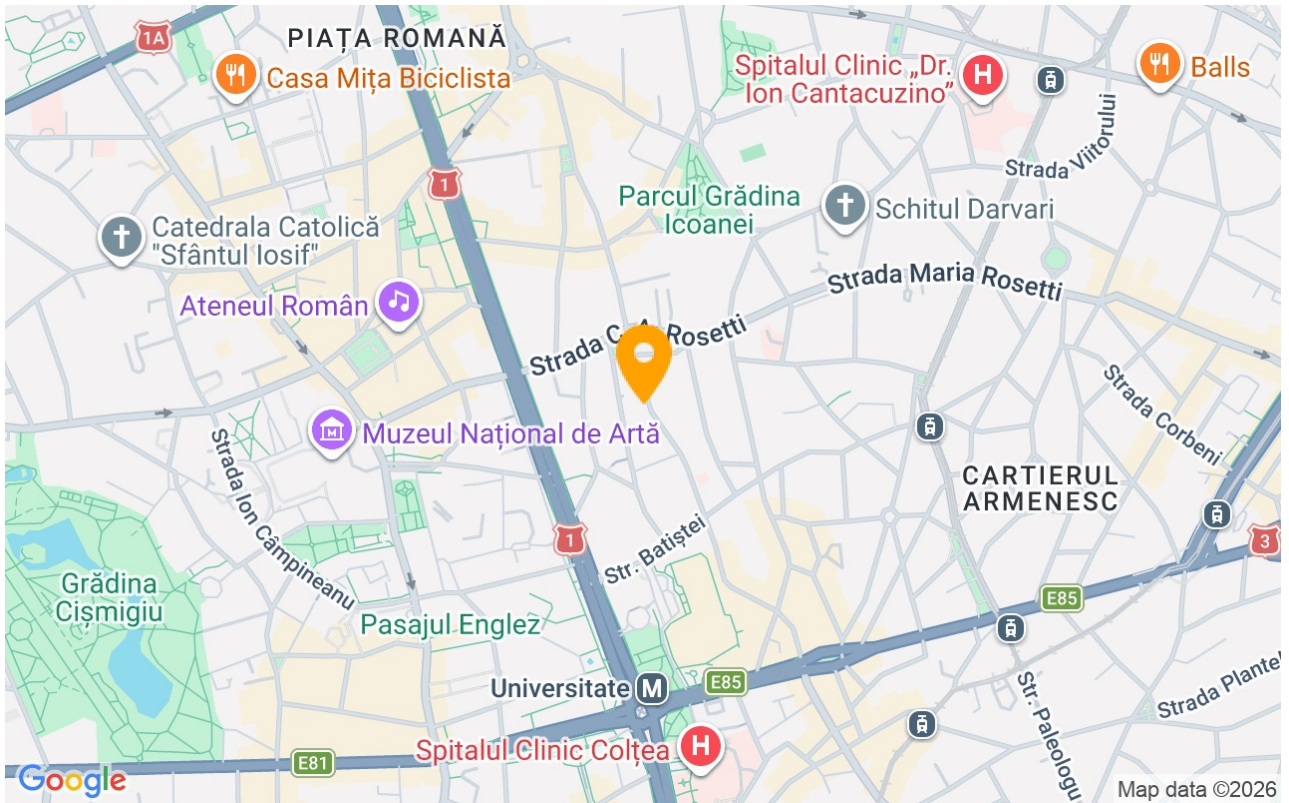 1A
PIAȚA ROMANĂ
Casa Mița Biciclista
Spitalul Clinic „Dr.
Ion Cantacuzino”
H
Balls
Strada Viitorului
1
Parcul Grădina
Icoanei
Schitul Darvari
Catedrala Catolică
"Sfântul Iosif"
Strada Maria Rosetti
Ateneul Român
Strada C. A. Rosetti
Strada Corbeni
Muzeul Național de Artă
Strada Ion Câmpineanu
CARTIERUL
ARMENESC
1
3
Str. Batiștei
Grădina
Cișmigiu
E85
Pasajul Englez
Universitate
M
E85
Str. Paleologu
Strada Plantel
Spitalul Clinic Colțea
H
E81
Google
Map data ©2026